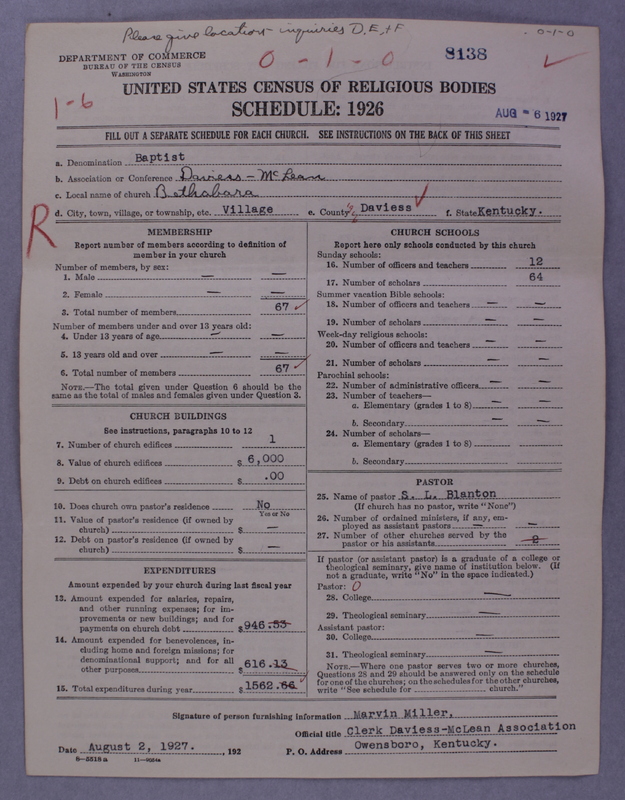 Please give location inquiries D, E, + F
0-1-0
DEPARTMENT OF COMMERCE
BUREAU OF THE CENSUS
WASHINGTON
0 - 1 - 0
8138
UNITED STATES CENSUS OF RELIGIOUS BODIES
1-6
SCHEDULE: 1926
AUG - 6 1927
FILL OUT A SEPARATE SCHEDULE FOR EACH CHURCH. SEE INSTRUCTIONS ON THE BACK OF THIS SHEET
a. Denomination Baptist
b. Association or Conference Daviess - McLean
c. Local name of church Bethabara
d. City, town, village, or township, etc. Village e. County Daviess f. State Kentucky.
R
MEMBERSHIP
Report number of members according to definition of
member in your church
Number of members, by sex:
1. Male — —
2. Female — —
3. Total number of members 67
Number of members under and over 13 years old:
4. Under 13 years of age — —
5. 13 years old and over — —
6. Total number of members 67
NOTE.—The total given under Question 6 should be
same as the total of males and females given under Question 3.
CHURCH BUILDINGS
See instructions, paragraphs 10 to 12
7. Number of church edifices 1
8. Value of church edifices $ 6,000
9. Debt on church edifices $ .00
10. Does church own pastor's residence No
Yes or No
11. Value of pastor's residence (if owned by
church) $ —
12. Debt on pastor's residence (if owned by
church) $ —
EXPENDITURES
Amount expended by your church during last fiscal year
13. Amount expended for salaries, repairs,
and other running expenses; for im-
provements or new buildings; and for
payments on church debt $ 946.53
14. Amount expended for benevolences, in-
cluding home and foreign missions; for
denominational support; and for all
other purposes $ 616.13
15. Total expenditures during year $ 1562.66
CHURCH SCHOOLS
Report here only schools conducted by this church
Sunday schools:
16. Number of officers and teachers 12
17. Number of scholars 64
Summer vacation Bible schools:
18. Number of officers and teachers — —
19. Number of scholars — —
Week-day religious schools:
20. Number of officers and teachers — —
21. Number of scholars — —
Parochial schools:
22. Number of administrative officers — —
23. Number of teachers—
a. Elementary (grades 1 to 8) — —
b. Secondary — —
24. Number of scholars—
a. Elementary (grades 1 to 8) — —
b. Secondary — —
PASTOR
25. Name of pastor S. L. Blanton
(If church has no pastor, write "None")
26. Number of ordained ministers, if any, em-
ployed as assistant pastors — —
27. Number of other churches served by the
pastor or his assistants
If pastor (or assistant pastor) is a graduate of a college or
theological seminary, give name of institution below. (If
not a graduate, write "No" in the space indicated.)
Pastor: 0
28. College —
29. Theological seminary —
Assistant pastor:
30. College —
31. Theological seminary —
NOTE.—Where one pastor serves two or more churches,
Questions 28 and 29 should be answered only on the schedule
for one of the churches; on the schedules for the other churches,
write "See schedule for church."
Signature of person furnishing information Marvin Miller,
Official title Clerk Daviess-McLean Association
Date August 2, 1927. , 192 P. O. Address Owensboro, Kentucky.
8-5518 a